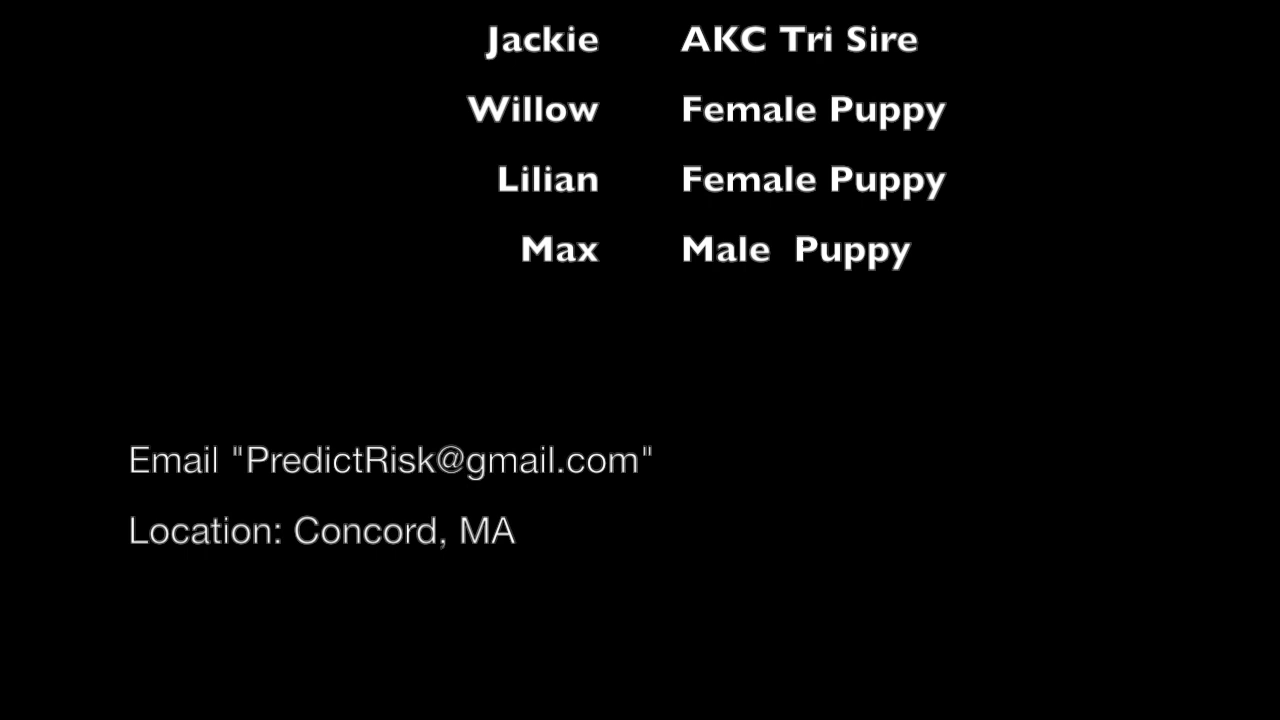 Jackie AKC Tri Sire
Willow Female Puppy
Lilian Female Puppy
Max Male  Puppy
Email "PredictRisk@gmail.com"
Location: Concord, MA